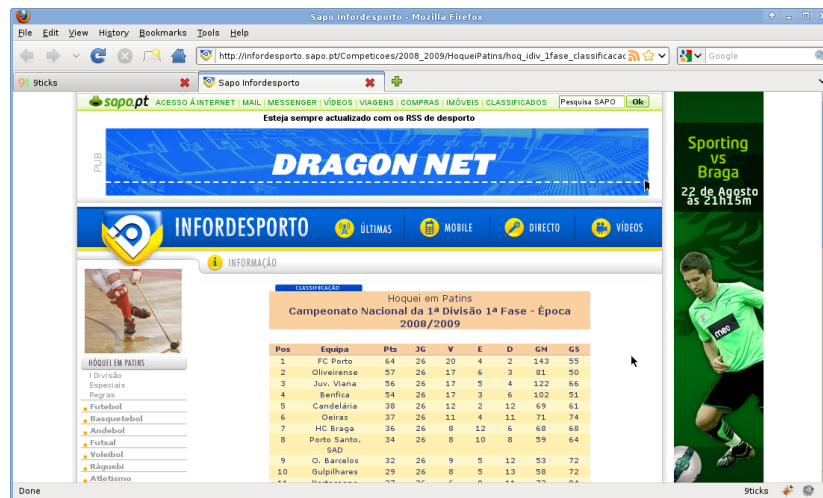 Sapo Infordesporto - Mozilla Firefox
File Edit View History Bookmarks Tools Help
http://infordesporto.sapo.pt/Competicoes/2008_2009/HoqueiPatins/hoq_idiv_1fase_classificacac
Google
9ticks
Sapo Infordesporto
sapo.pt ACESSO À INTERNET | MAIL | MESSENGER | VÍDEOS | VIAGENS | COMPRAS | IMÓVEIS | CLASSIFICADOS Pesquisa SAPO Ok
Esteja sempre actualizado com os RSS de desporto
PUB
DRAGON NET
INFORDESPORTO ÚLTIMAS MOBILE DIRECTO VÍDEOS
INFORMAÇÃO
CLASSIFICAÇÃO
Hoquei em Patins
Campeonato Nacional da 1ª Divisão 1ª Fase - Época
2008/2009
Pos Equipa Pts JG V E D GM GS
1 FC Porto 64 26 20 4 2 143 55
2 Oliveirense 57 26 17 6 3 81 50
3 Juv. Viana 56 26 17 5 4 122 66
4 Benfica 54 26 17 3 6 102 51
5 Candelária 38 26 12 2 12 69 61
6 Oeiras 37 26 11 4 11 71 74
7 HC Braga 36 26 8 12 6 68 68
8 Porto Santo, 34 26 8 10 8 59 64
SAD
9 O. Barcelos 32 26 9 5 12 53 72
10 Gulpilhares 29 26 8 5 13 58 72
HÓQUEI EM PATINS
I Divisão
Especiais
Regras
Futebol
Basquetebol
Andebol
Futsal
Voleibol
Râguebi
Atletismo
Sporting
vs
Braga
22 de Agosto
às 21h15m
meo
Done
9ticks